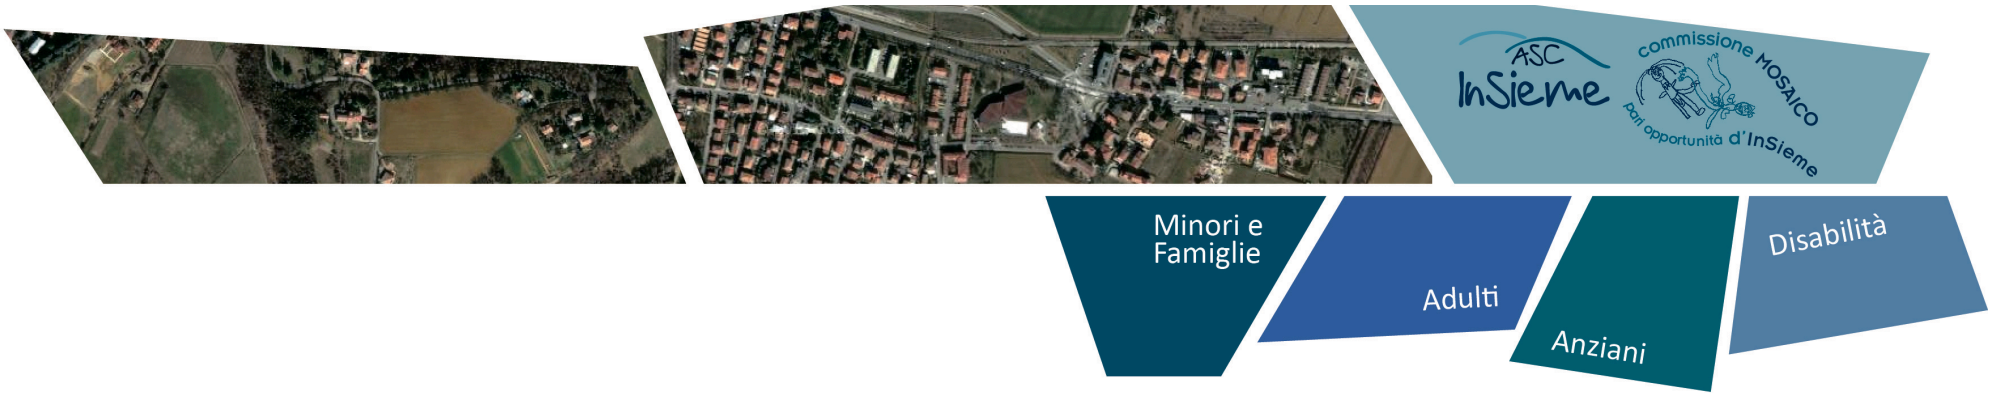 ASC
InSieme
commissione MOSAICO
pari opportunità d'InSieme
Minori e
Famiglie
Adulti
Anziani
Disabilità